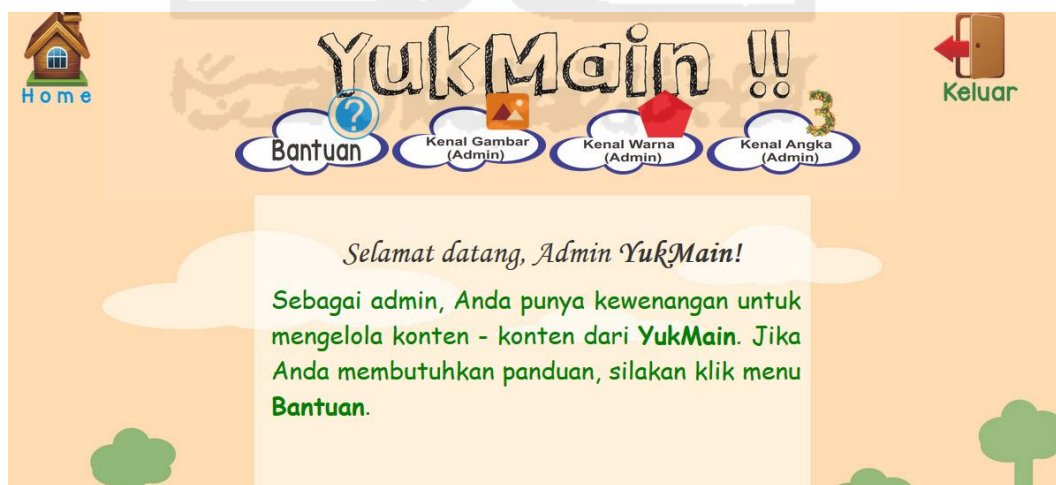 YukMain !!
Home
Keluar
Bantuan
Kenal Gambar
(Admin)
Kenal Warna
(Admin)
3
Kenal Angka
(Admin)
Selamat datang, Admin YukMain!
Sebagai admin, Anda punya kewenangan untuk
mengelola konten - konten dari YukMain. Jika
Anda membutuhkan panduan, silakan klik menu
Bantuan.